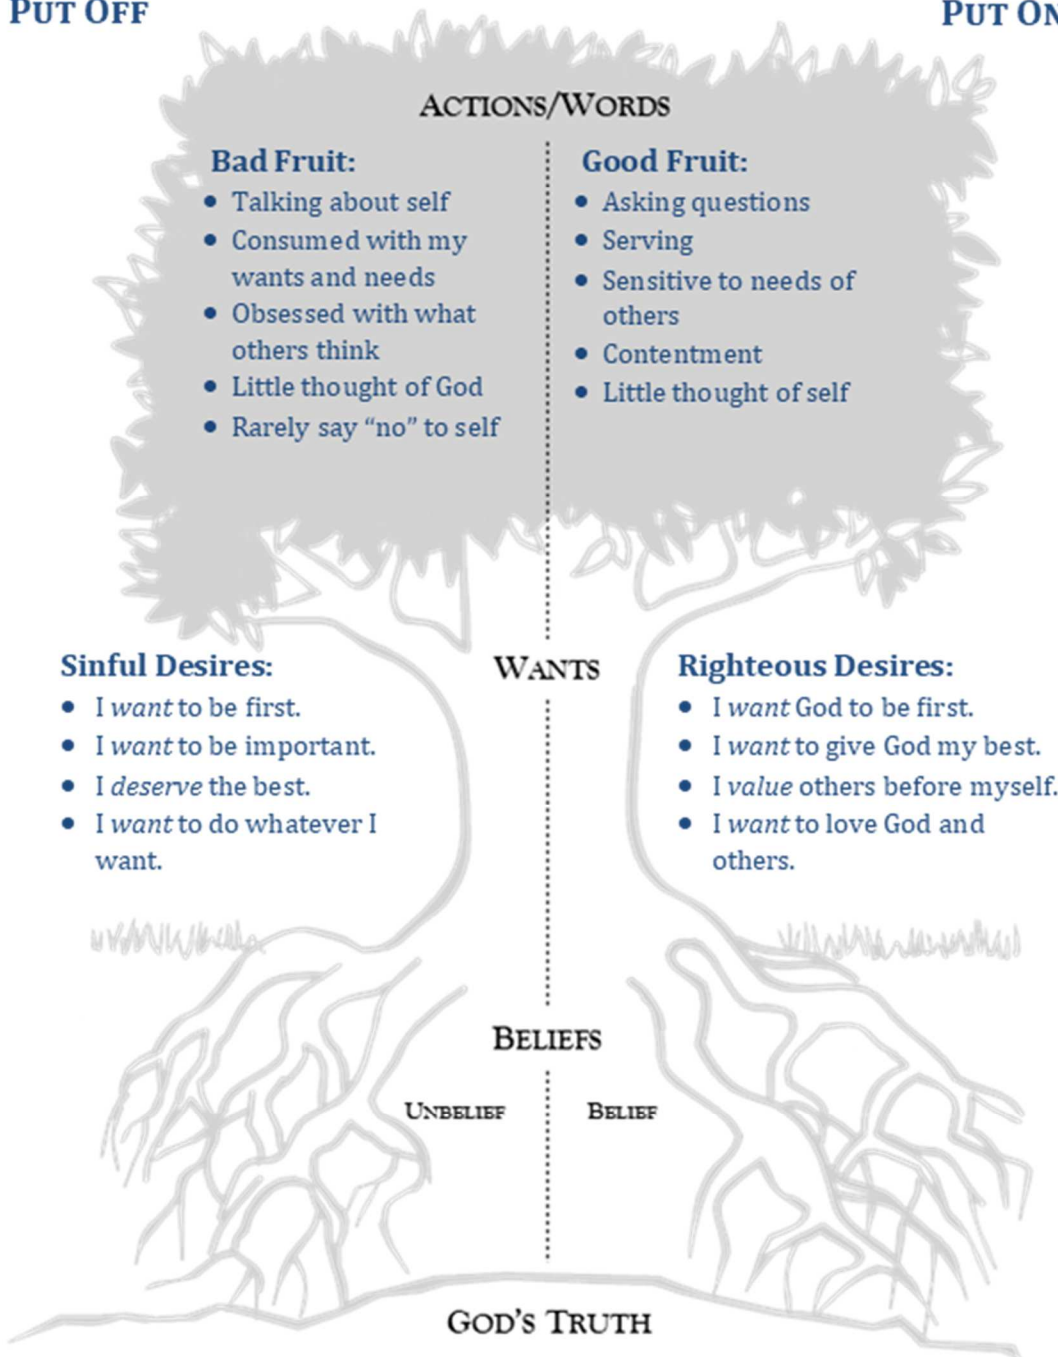 PUT OFF
PUT ON
ACTIONS/WORDS
Bad Fruit:
• Talking about self
• Consumed with my
wants and needs
• Obsessed with what
others think
• Little thought of God
• Rarely say “no” to self
Good Fruit:
• Asking questions
• Serving
• Sensitive to needs of
others
• Contentment
• Little thought of self
WANTS
Sinful Desires:
• I want to be first.
• I want to be important.
• I deserve the best.
• I want to do whatever I
want.
Righteous Desires:
• I want God to be first.
• I want to give God my best.
• I value others before myself.
• I want to love God and
others.
BELIEFS
UNBELIEF
BELIEF
GOD'S TRUTH